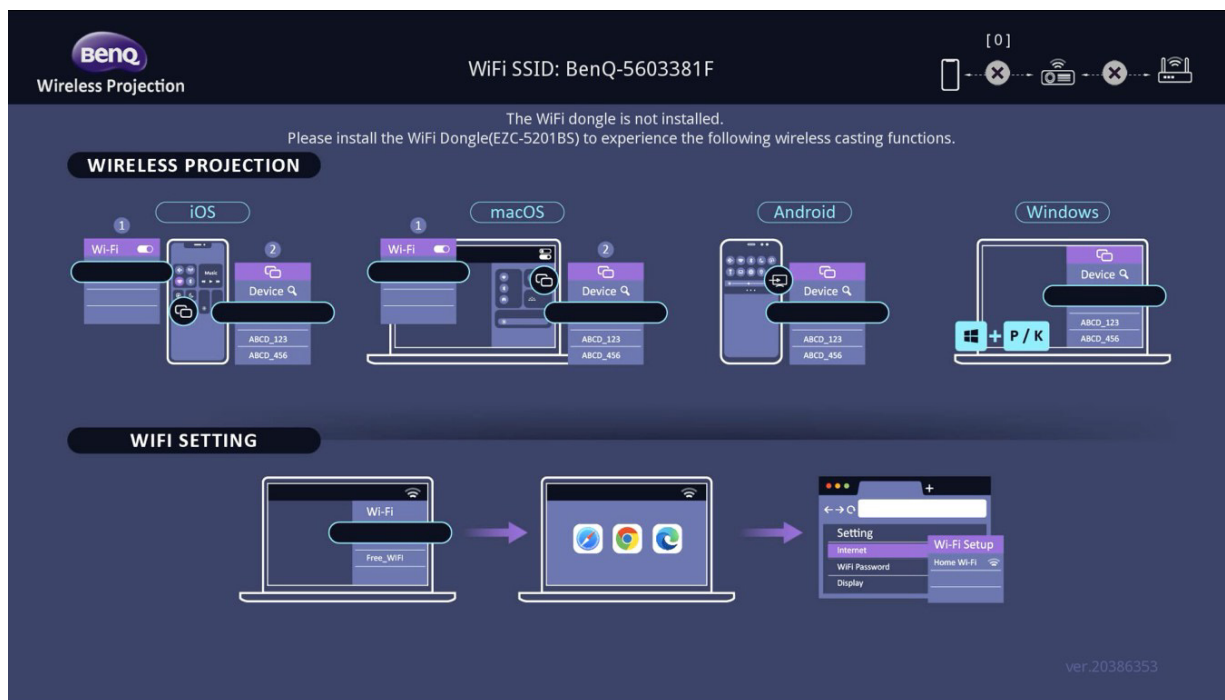 BenQ
Wireless Projection
WiFi SSID: BenQ-5603381F
[ 0 ]
The WiFi dongle is not installed.
Please install the WiFi Dongle(EZC-5201BS) to experience the following wireless casting functions.
WIRELESS PROJECTION
iOS
1
Wi-Fi
Music
2
Device
ABCD_123
ABCD_456
macOS
1
Wi-Fi
2
Device
ABCD_123
ABCD_456
Android
Device
ABCD_123
ABCD_456
Windows
Device
ABCD_123
ABCD_456
+ P / K
WIFI SETTING
Wi-Fi
Free_WIFI
Setting
Internet
WiFi Password
Display
Wi-Fi Setup
Home Wi-Fi
ver.20386353